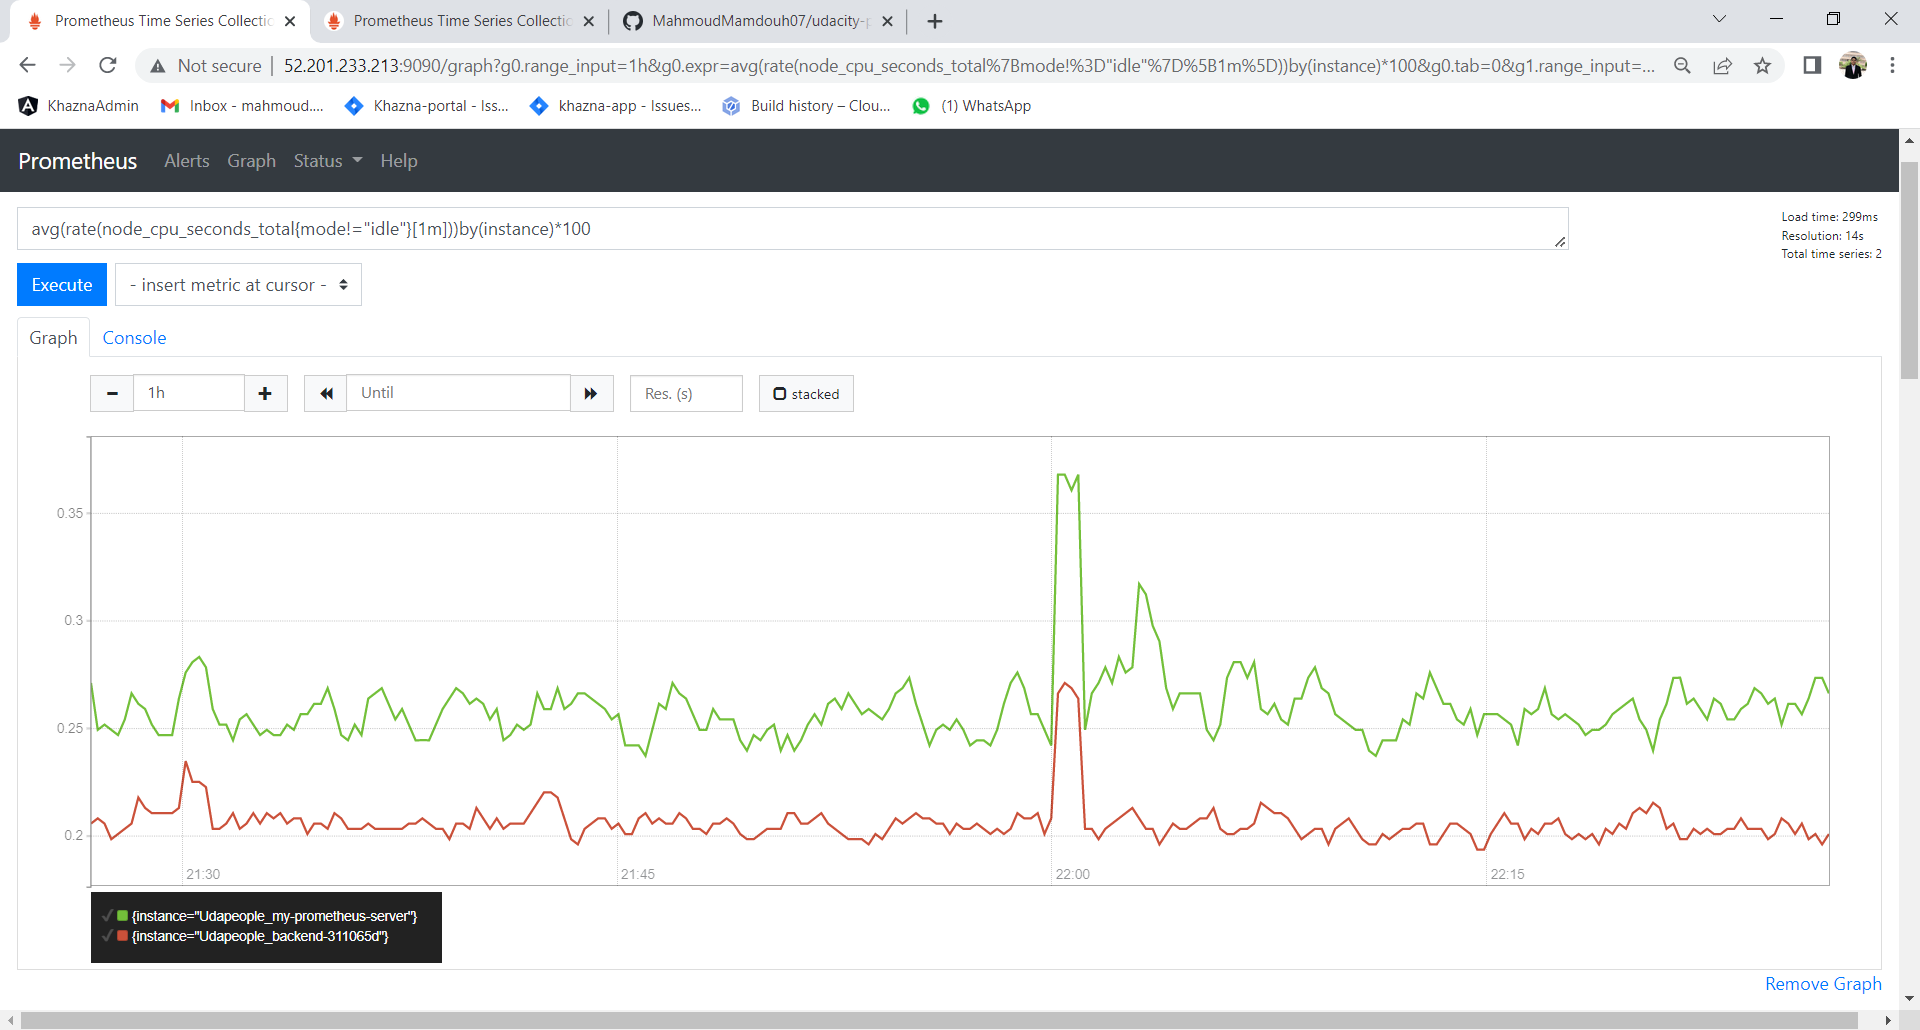 Prometheus Time Series Collectio
Prometheus Time Series Collectio
MahmoudMamdouh07/udacity-p
Not secure
52.201.233.213:9090/graph?g0.range_input=1h&g0.expr=avg(rate(node_cpu_seconds_total%7Bmode!%3D"idle"%7D%5B1m%5D))by(instance)*100&g0.tab=0&g1.range_input=...
KhaznaAdmin
Inbox - mahmoud....
Khazna-portal - Iss...
khazna-app - Issues...
Build history – Clou...
(1) WhatsApp
Prometheus
Alerts
Graph
Status
Help
avg(rate(node_cpu_seconds_total{mode!="idle"}[1m]))by(instance)*100
Load time: 299ms
Resolution: 14s
Total time series: 2
Execute
- insert metric at cursor -
Graph
Console
1h
Until
Res. (s)
stacked
0.35
0.3
0.25
0.2
21:30
21:45
22:00
22:15
{instance="Udapeople_my-prometheus-server"}
{instance="Udapeople_backend-311065d"}
Remove Graph